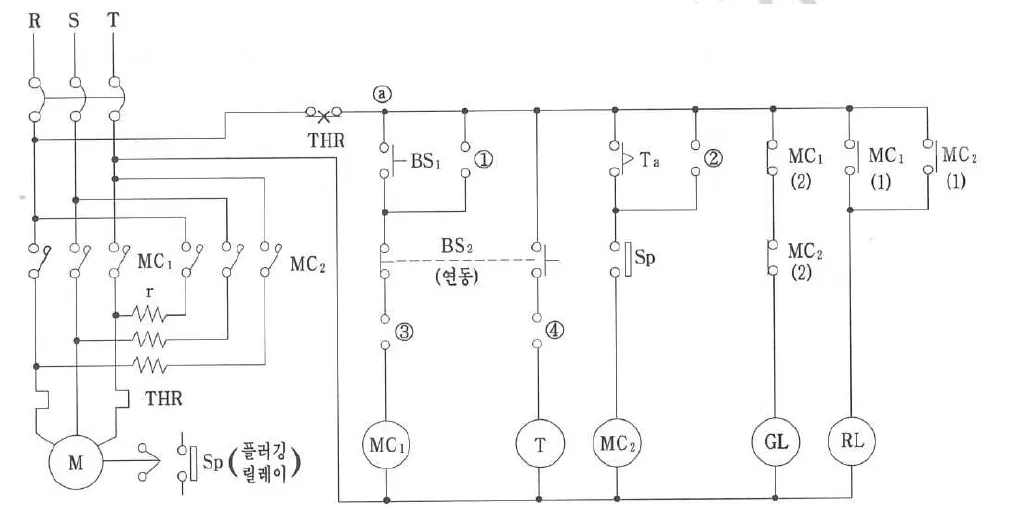 R S T
ⓐ
THR
BS₁
①
Ta
②
MC₁
(2)
MC₁
(1)
MC₂
(1)
MC₁
MC₂
BS₂
(연동)
Sp
MC₂
(2)
r
③
④
THR
MC₁
T
MC₂
GL
RL
M
Sp(플러깅
릴레이)